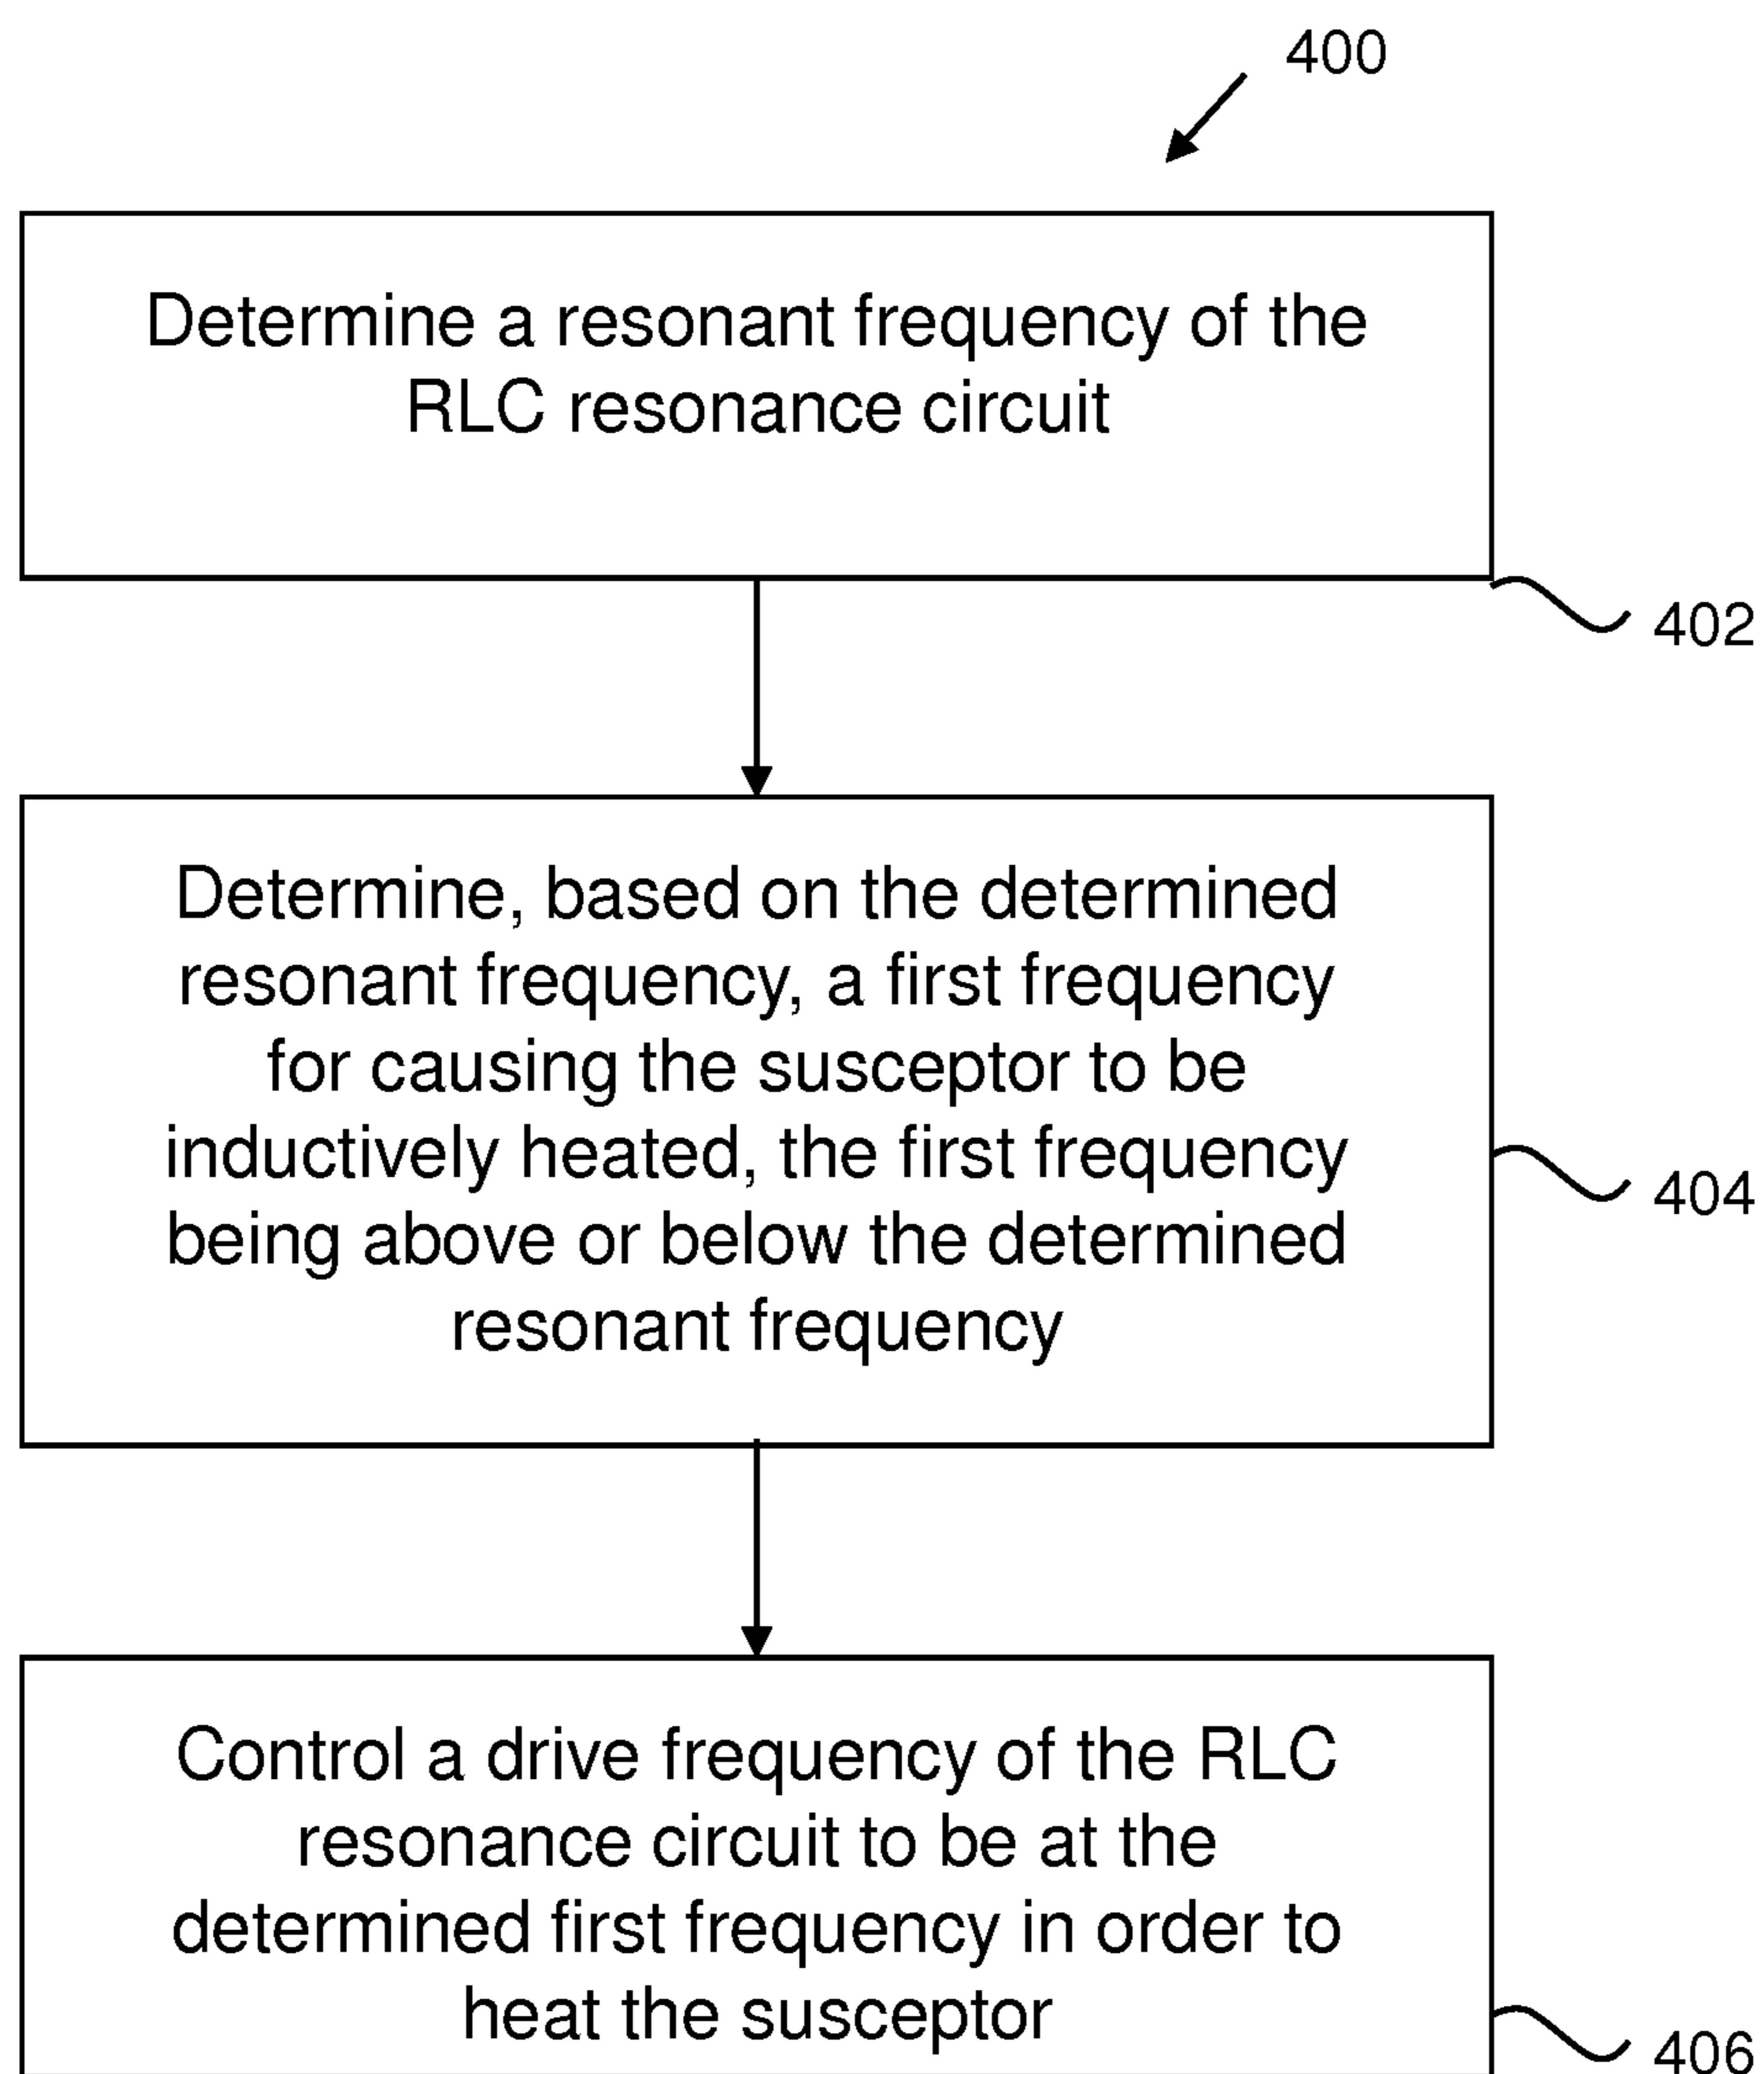 400
Determine a resonant frequency of the
RLC resonance circuit
402
Determine, based on the determined
resonant frequency, a first frequency
for causing the susceptor to be
inductively heated, the first frequency
being above or below the determined
resonant frequency
404
Control a drive frequency of the RLC
resonance circuit to be at the
determined first frequency in order to
heat the susceptor
406